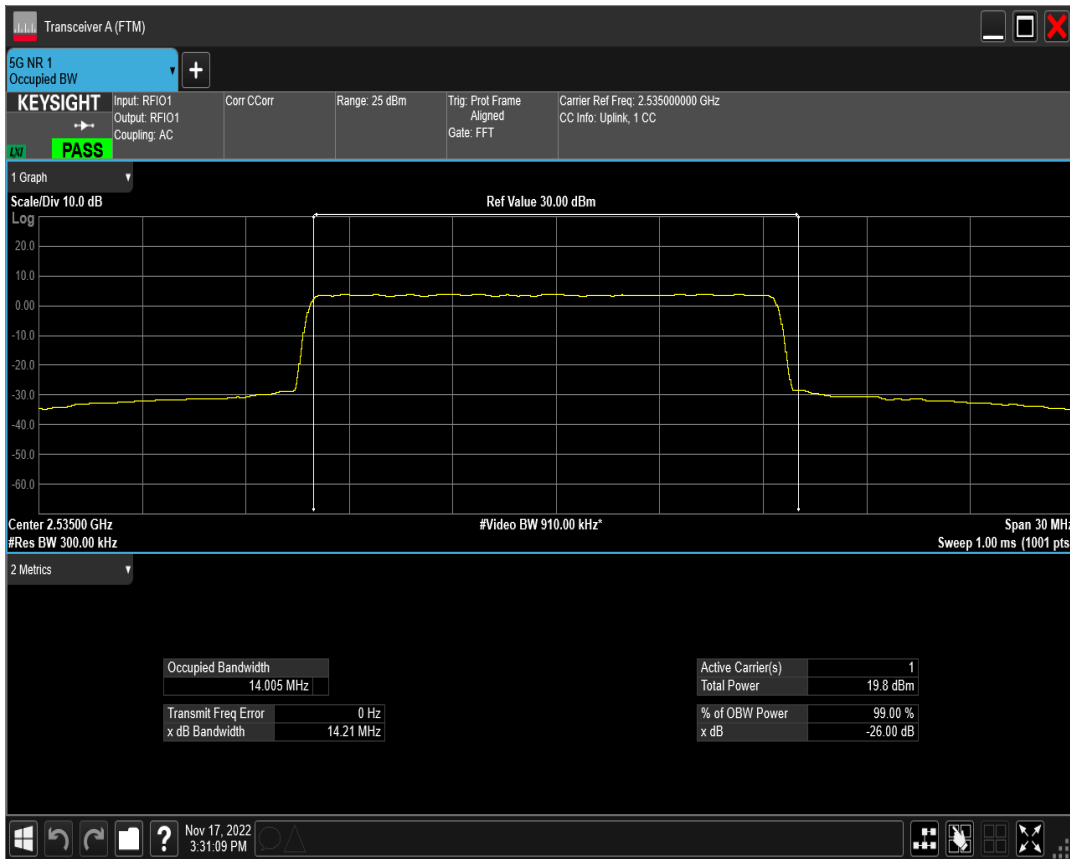 Transceiver A (FTM)
5G NR 1
Occupied BW
+
KEYSIGHT
LXI
PASS
Input: RFIO1
Output: RFIO1
Coupling: AC
Corr CCorr
Range: 25 dBm
Trig: Prot Frame
Aligned
Gate: FFT
Carrier Ref Freq: 2.535000000 GHz
CC Info: Uplink, 1 CC
1 Graph
Scale/Div 10.0 dB
Ref Value 30.00 dBm
Log
20.0
10.0
0.00
-10.0
-20.0
-30.0
-40.0
-50.0
-60.0
Center 2.53500 GHz
#Video BW 910.00 kHz*
Span 30 MHz
#Res BW 300.00 kHz
Sweep 1.00 ms (1001 pts
2 Metrics
Occupied Bandwidth
14.005 MHz
Transmit Freq Error 0 Hz
x dB Bandwidth 14.21 MHz
Active Carrier(s) 1
Total Power 19.8 dBm
% of OBW Power 99.00 %
x dB -26.00 dB
?
Nov 17, 2022
3:31:09 PM